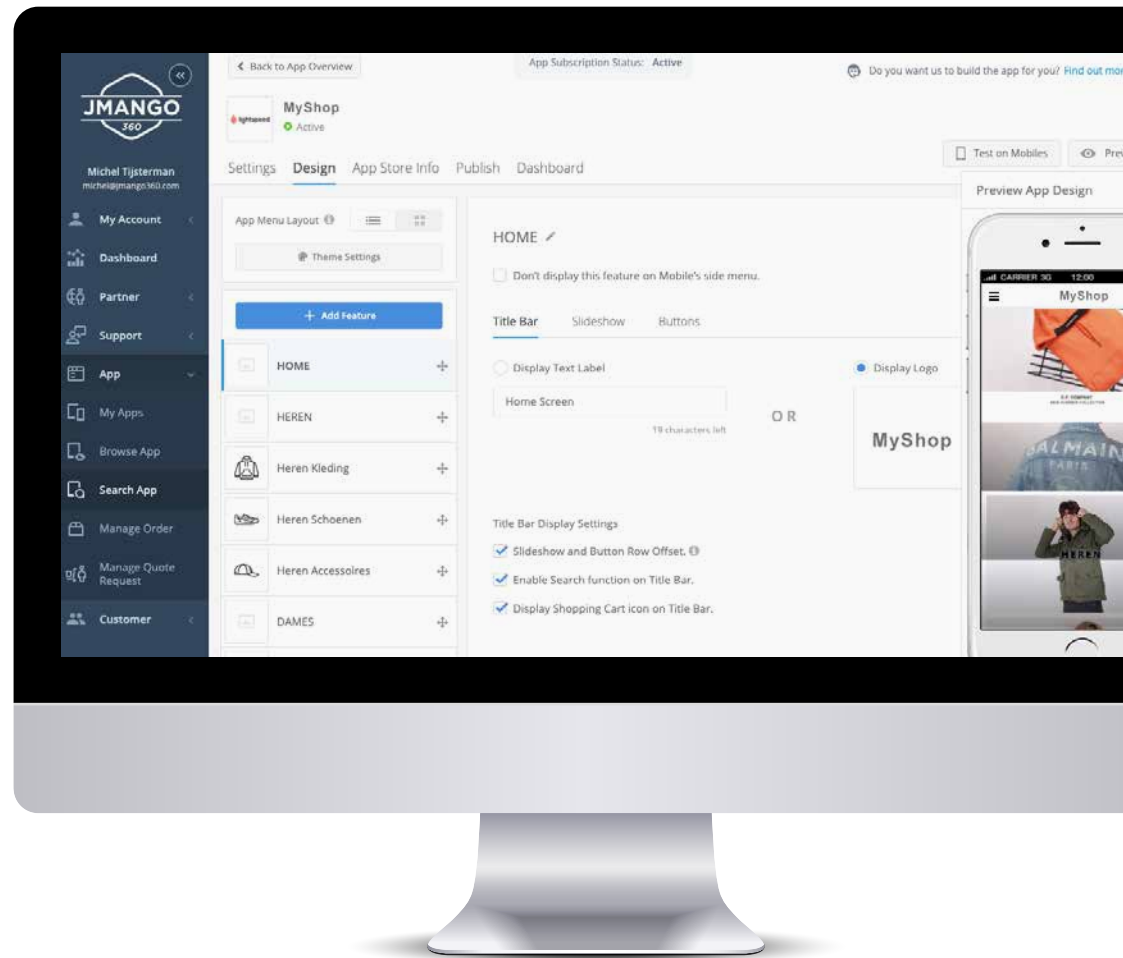 Back to App Overview
App Subscription Status: Active
Do you want us to build the app for you? Find out mor
JMANGO
360
Michel Tijsterman
michel@jmango360.com
lightspeed
MyShop
Active
Settings Design App Store Info Publish Dashboard
Test on Mobiles
Prev
My Account
Dashboard
Partner
Support
App
My Apps
Browse App
Search App
Manage Order
Manage Quote
Request
Customer
App Menu Layout
Theme Settings
+ Add Feature
HOME
HEREN
Heren Kleding
Heren Schoenen
Heren Accessoires
DAMES
HOME
Don't display this feature on Mobile's side menu.
Title Bar Slideshow Buttons
Display Text Label
Home Screen
19 characters left
OR
Display Logo
MyShop
Title Bar Display Settings
Slideshow and Button Row Offset.
Enable Search function on Title Bar.
Display Shopping Cart icon on Title Bar.
Preview App Design
CARRIER 3G 12:00
MyShop
BALMAIN
PARIS
HEREN